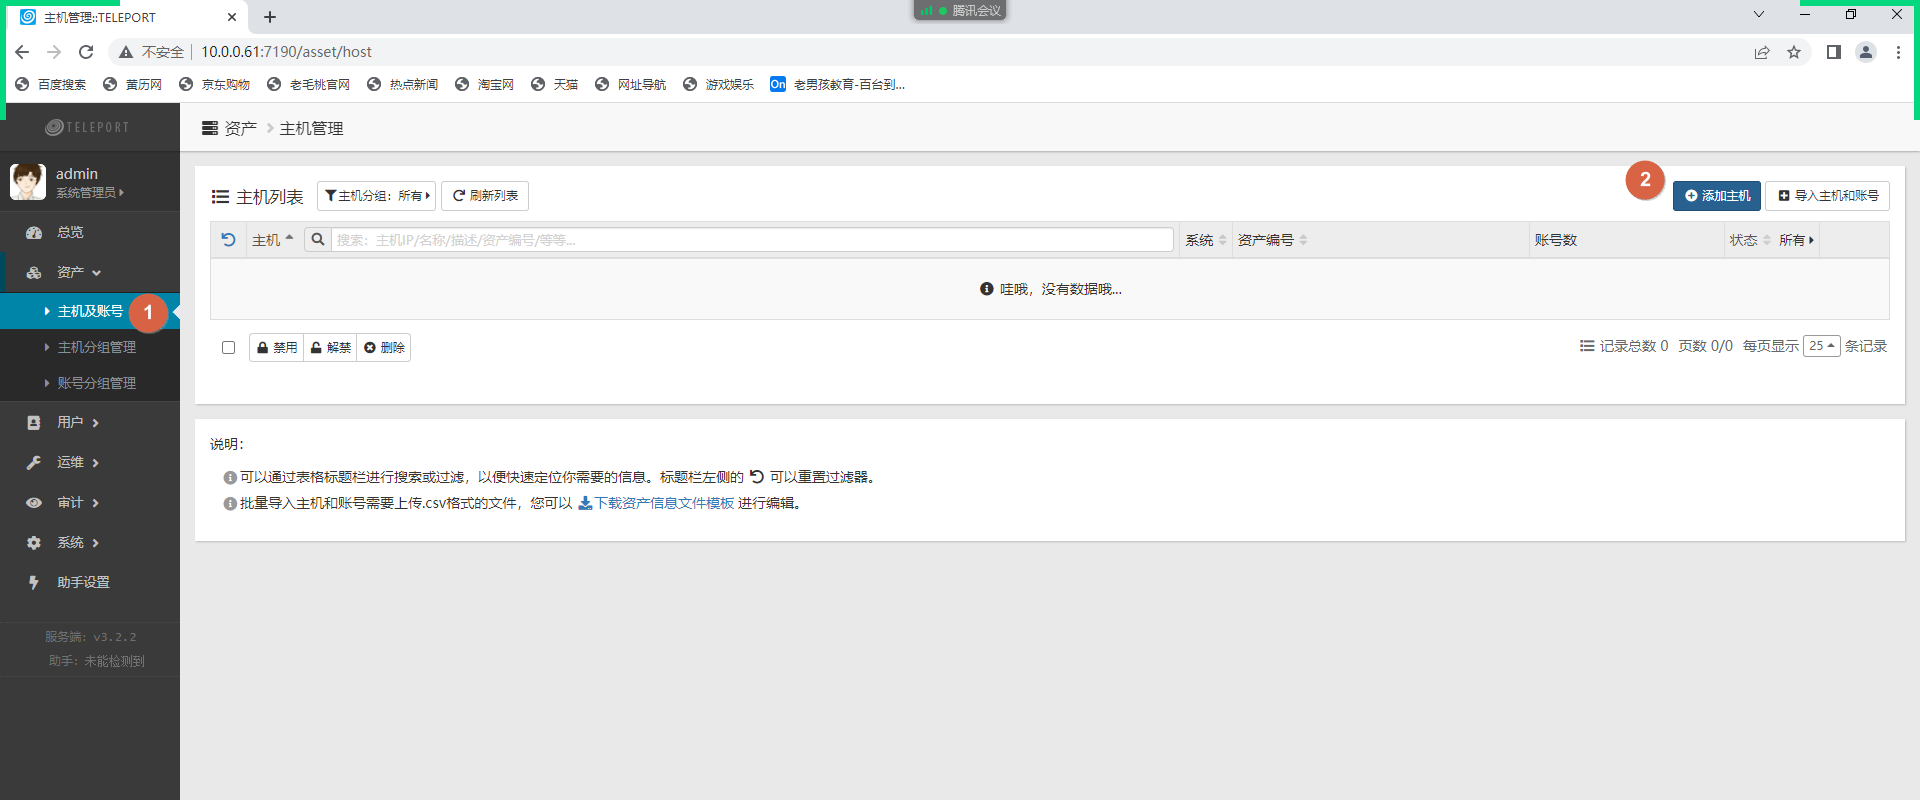 主机管理::TELEPORT
腾讯会议
不安全 10.0.0.61:7190/asset/host
百度搜索 黄历网 京东购物 老毛桃官网 热点新闻 淘宝网 天猫 网址导航 游戏娱乐 On 老男孩教育-百台到...
TELEPORT
资产 主机管理
admin
系统管理员
总览
资产
主机及账号 1
主机分组管理
账号分组管理
用户
运维
审计
系统
助手设置
服务端: v3.2.2
助手: 未能检测到
主机列表 主机分组: 所有 刷新列表 2 添加主机 导入主机和账号
主机 搜索: 主机IP/名称/描述/资产编号/等等... 系统 资产编号 账号数 状态 所有
哇哦，没有数据哦...
禁用 解禁 删除 记录总数 0 页数 0/0 每页显示 25 条记录
说明:
可以通过表格标题栏进行搜索或过滤，以便快速定位你需要的信息。标题栏左侧的 可以重置过滤器。
批量导入主机和账号需要上传.csv格式的文件，您可以 下载资产信息文件模板 进行编辑。